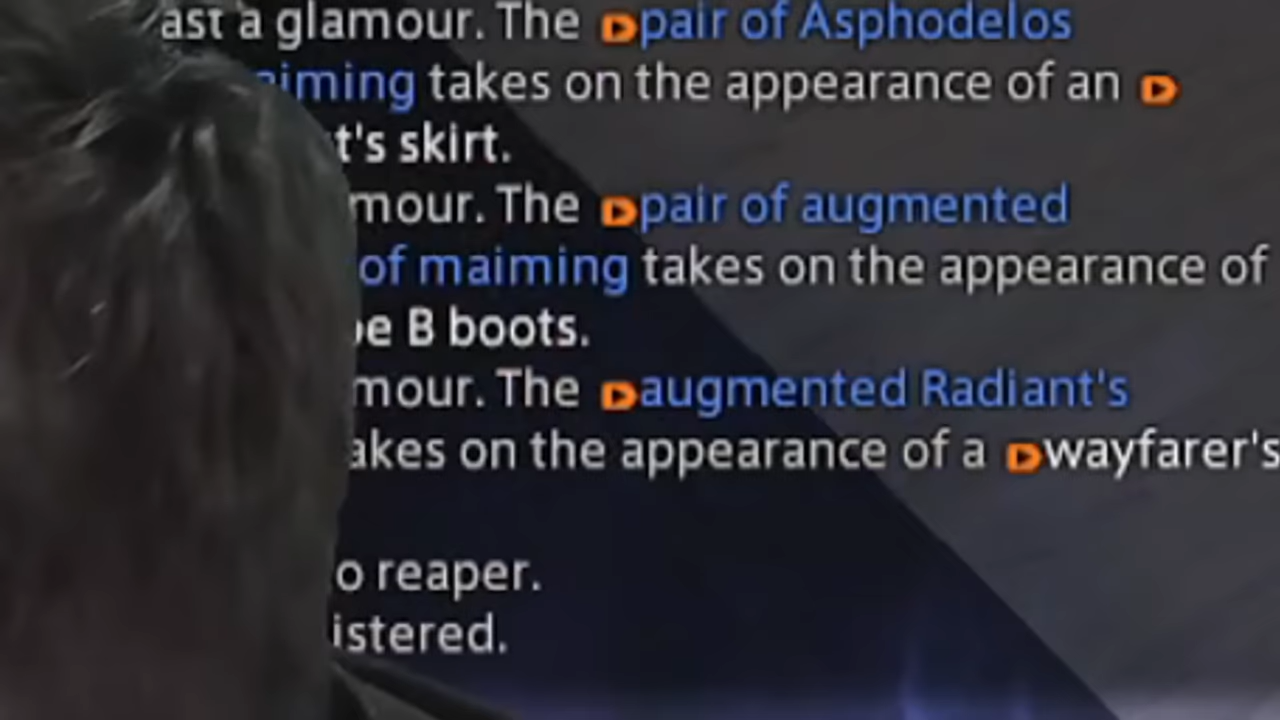 ast a glamour. The pair of Asphodelos
aiming takes on the appearance of an
t's skirt.
mour. The pair of augmented
of maiming takes on the appearance of
pe B boots.
mour. The augmented Radiant's
akes on the appearance of a wayfarer's
o reaper.
istered.